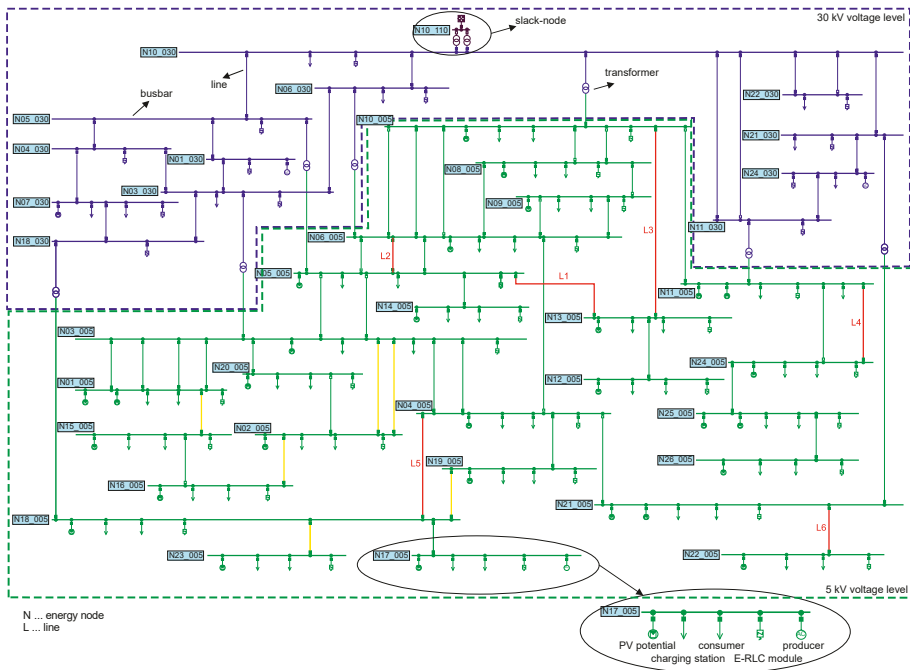 slack-node
30 kV voltage level
N10_110
N10_030
line
transformer
N06_030
busbar
N22_030
N05_030
N10_005
N21_030
N04_030
N01_030
N08_005
N24_030
N03_030
N07_030
N09_005
N11_030
N18_030
N06_005
L3
L2
N05_005
L1
N11_005
N14_005
N13_005
L4
N03_005
N20_005
N24_005
N01_005
N12_005
N04_005
N25_005
N15_005
N02_005
L5
N19_005
N26_005
N16_005
N21_005
N18_005
L6
N23_005
N17_005
N22_005
5 kV voltage level
N ... energy node
L ... line
N17_005
PV potential
consumer
producer
charging station
E-RLC module